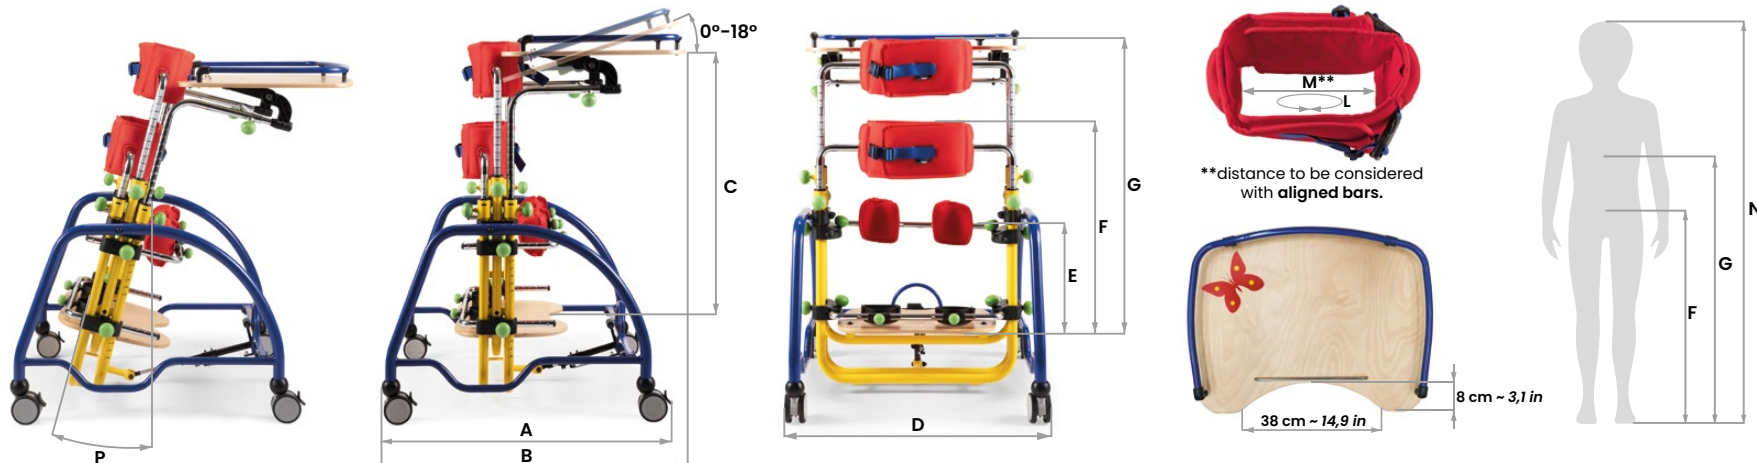 P
0°-18°
C
A
B
G
F
E
D
M**
L
**distance to be considered
with aligned bars.
8 cm ~ 3,1 in
38 cm ~ 14,9 in
N
G
F